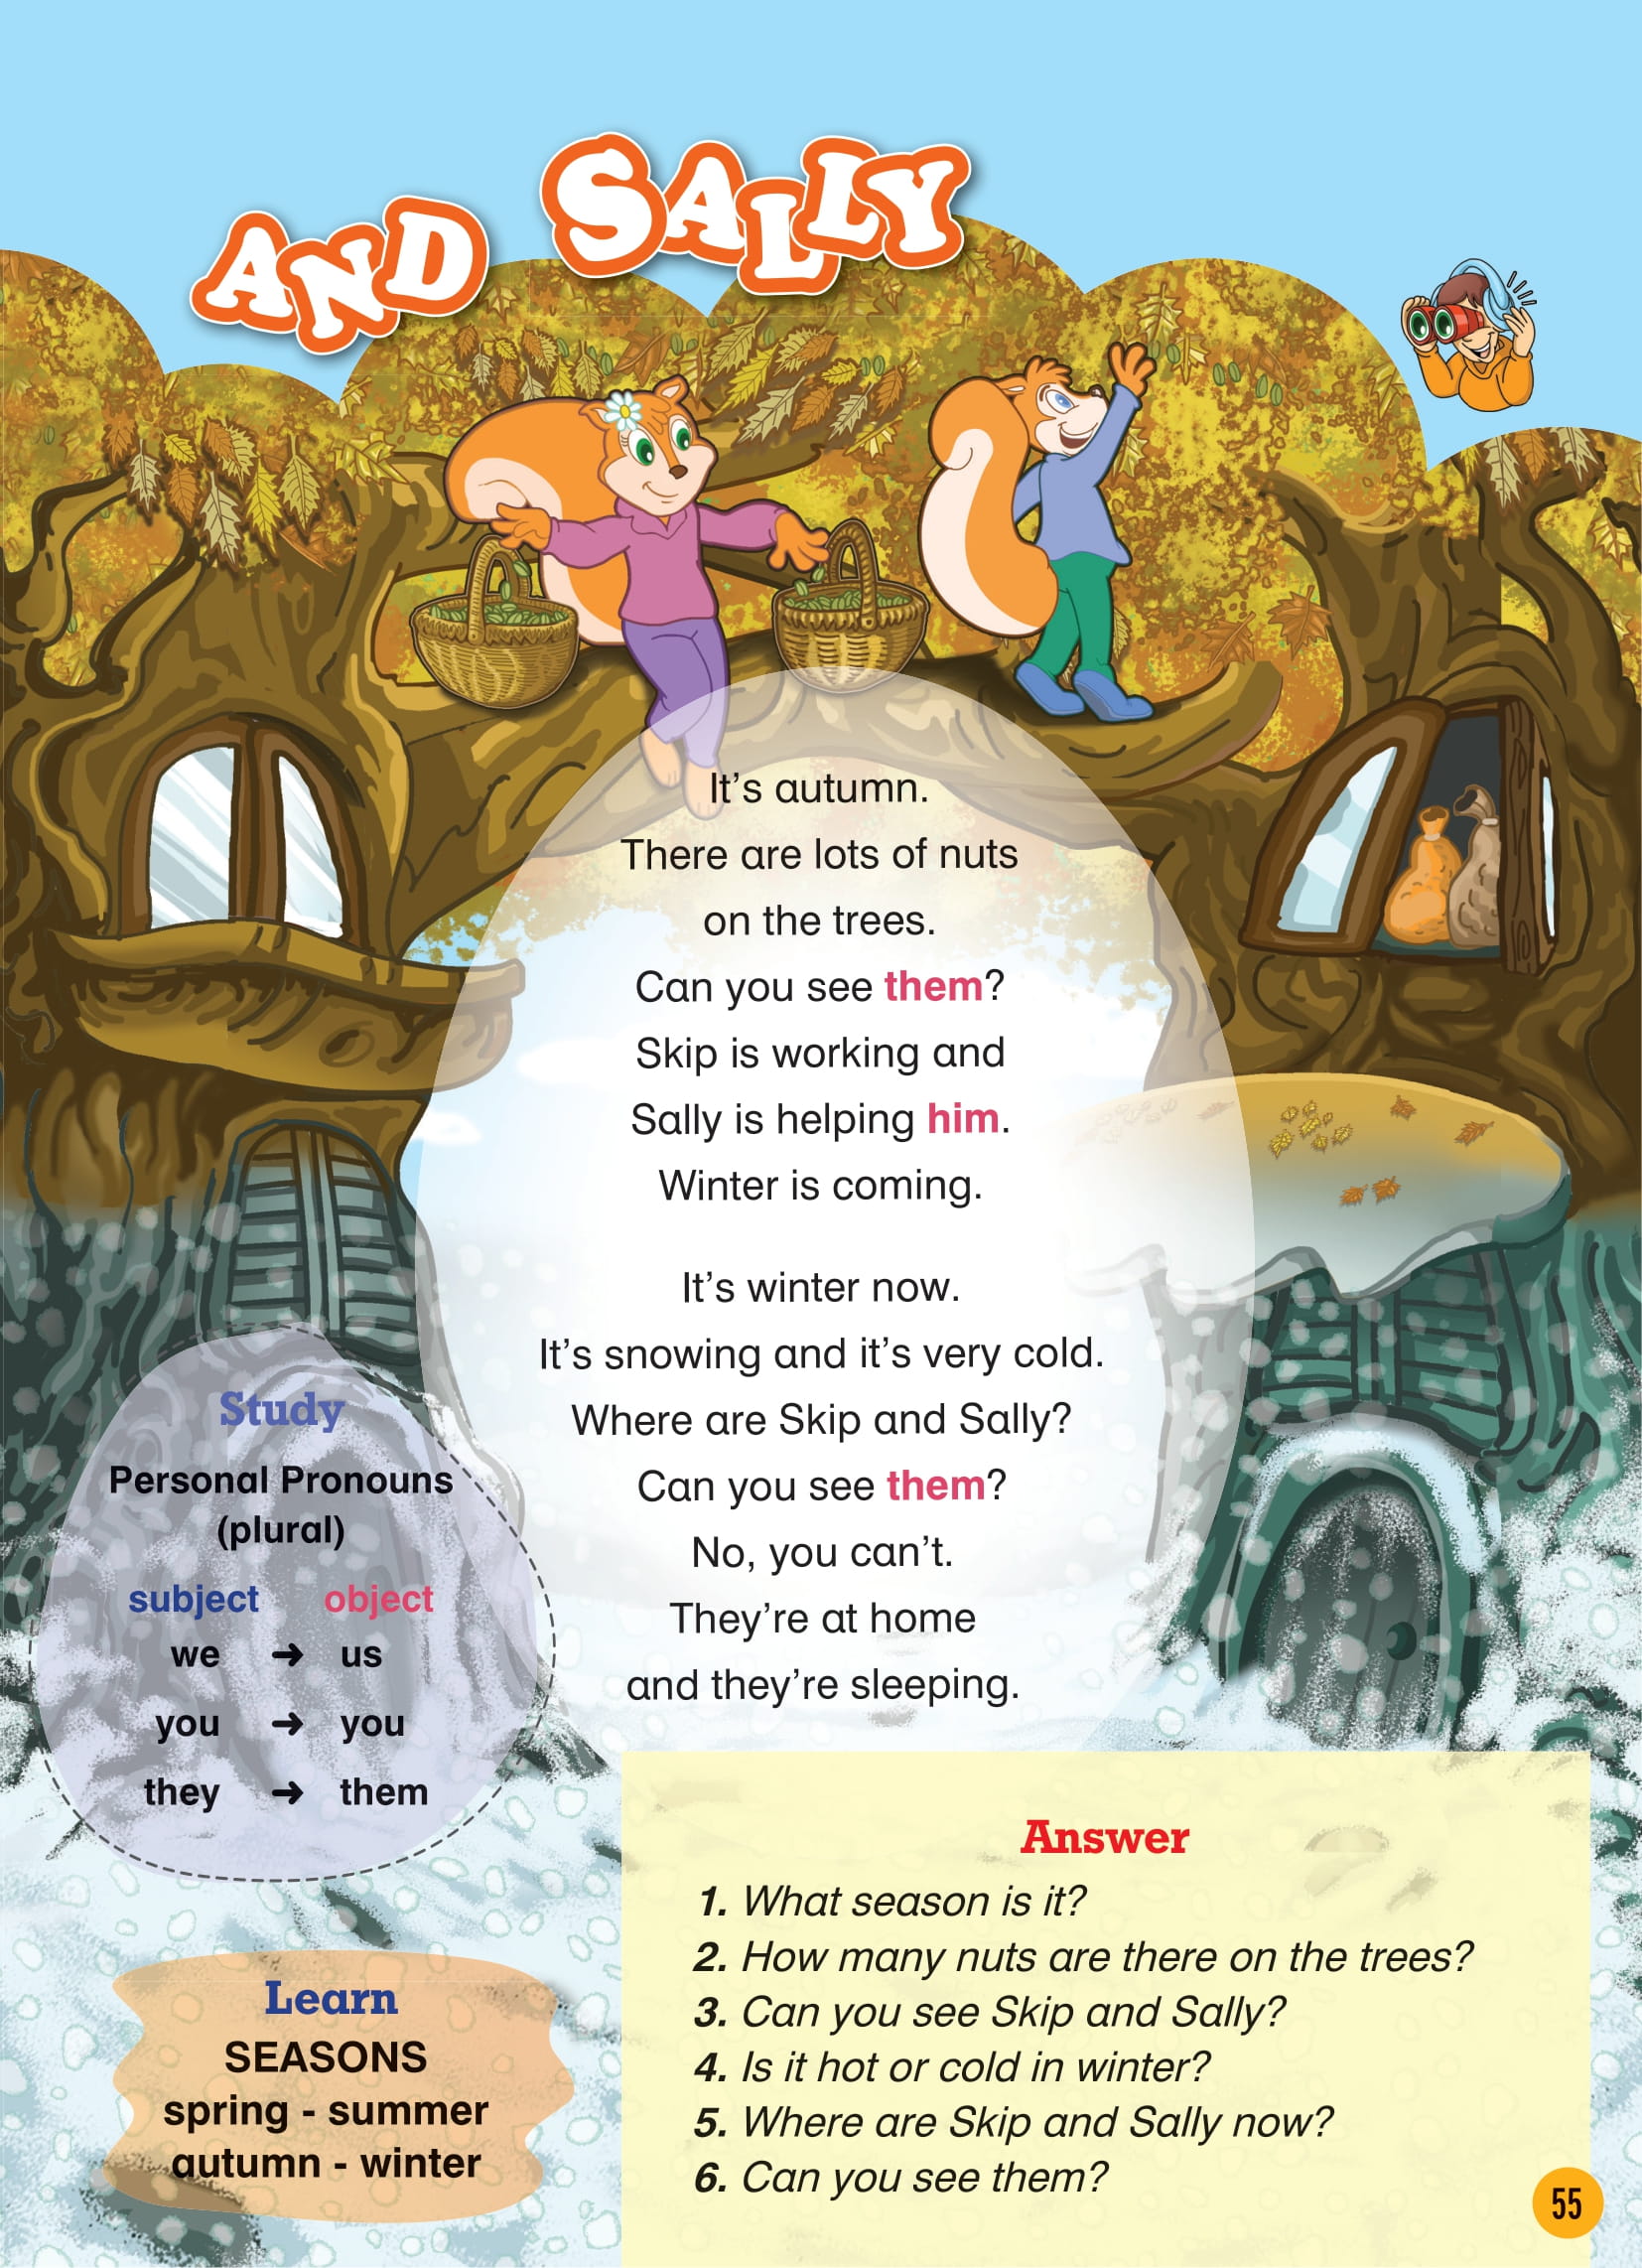 AND SALLY
It's autumn.
There are lots of nuts
on the trees.
Can you see them?
Skip is working and
Sally is helping him.
Winter is coming.
It's winter now.
It's snowing and it's very cold.
Where are Skip and Sally?
Can you see them?
No, you can't.
They're at home
and they're sleeping.
Study
Personal Pronouns
(plural)
subject object
we ➜ us
you ➜ you
they ➜ them
Learn
SEASONS
spring - summer
autumn - winter
Answer
1. What season is it?
2. How many nuts are there on the trees?
3. Can you see Skip and Sally?
4. Is it hot or cold in winter?
5. Where are Skip and Sally now?
6. Can you see them?
55